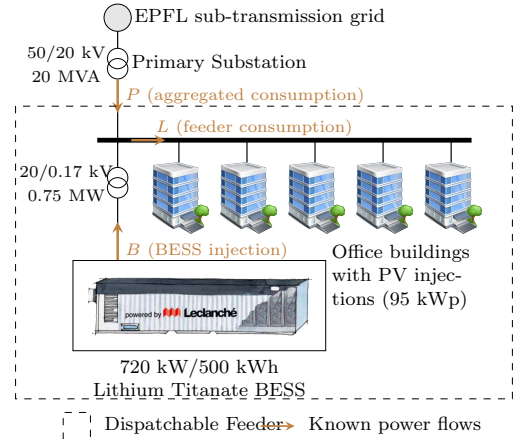 EPFL sub-transmission grid
50/20 kV
20 MVA
Primary Substation
P (aggregated consumption)
L (feeder consumption)
20/0.17 kV
0.75 MW
B (BESS injection)
Office buildings
with PV injec-
tions (95 kWp)
powered by Leclanché
720 kW/500 kWh
Lithium Titanate BESS
Dispatchable Feeder
Known power flows